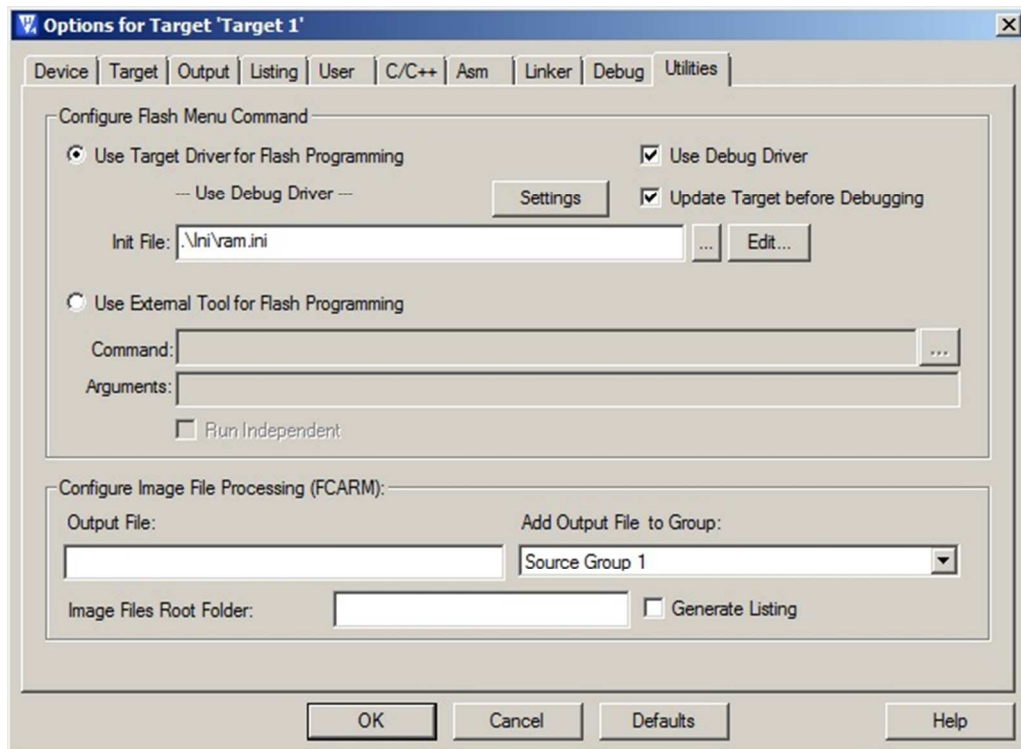 Options for Target 'Target 1'
Device Target Output Listing User C/C++ Asm Linker Debug Utilities
Configure Flash Menu Command
Use Target Driver for Flash Programming Use Debug Driver
--- Use Debug Driver --- Settings Update Target before Debugging
Init File: .\Ini\ram.ini ... Edit...
Use External Tool for Flash Programming
Command: ...
Arguments:
Run Independent
Configure Image File Processing (FCARM):
Output File: Add Output File to Group:
Source Group 1
Image Files Root Folder: Generate Listing
OK Cancel Defaults Help